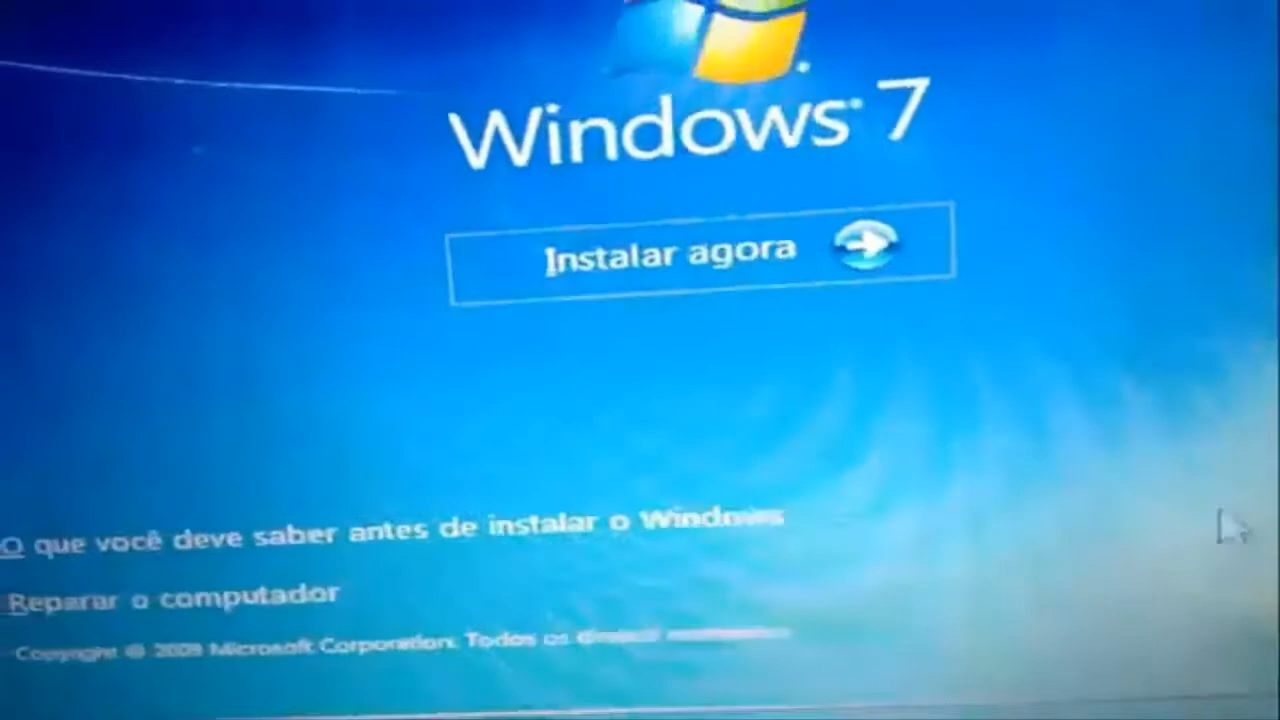 Windows® 7
Instalar agora
O que você deve saber antes de instalar o Windows
Reparar o computador
Copyright © 2009 Microsoft Corporation. Todos os direitos